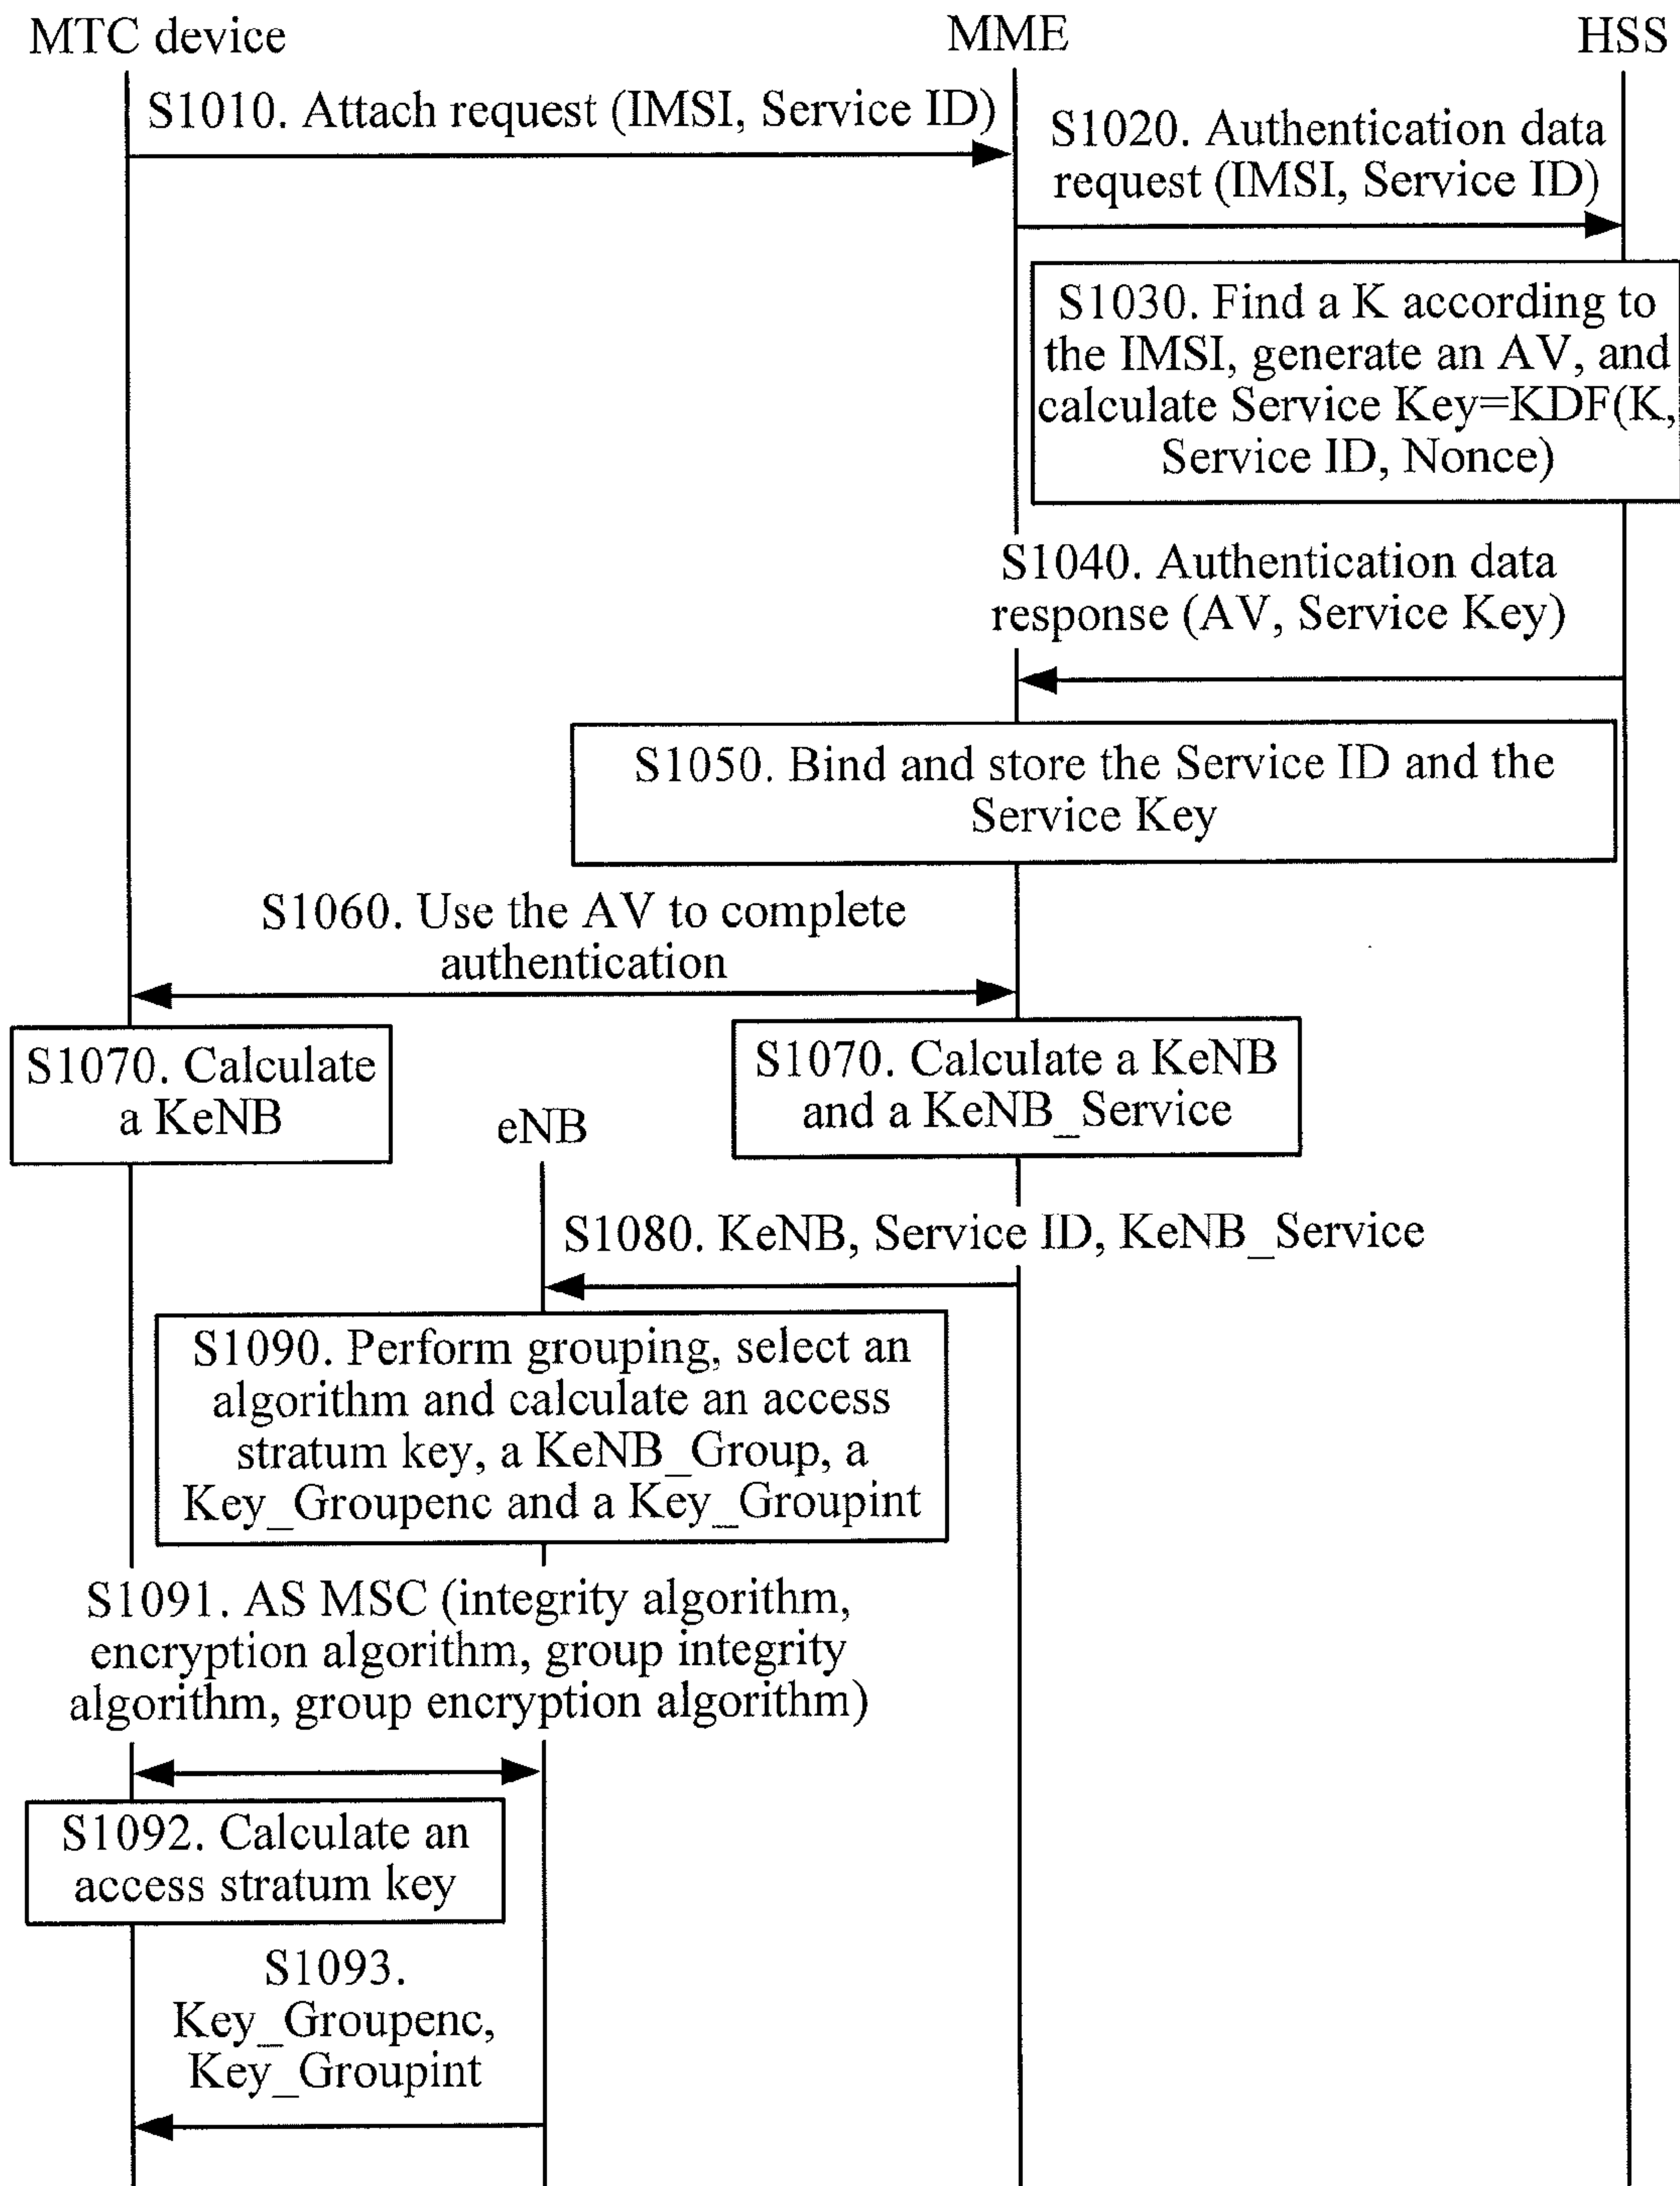 MTC device
MME
HSS
S1010. Attach request (IMSI, Service ID)
S1020. Authentication data
request (IMSI, Service ID)
S1030. Find a K according to
the IMSI, generate an AV, and
calculate Service Key=KDF(K,
Service ID, Nonce)
S1040. Authentication data
response (AV, Service Key)
S1050. Bind and store the Service ID and the
Service Key
S1060. Use the AV to complete
authentication
S1070. Calculate
a KeNB
S1070. Calculate a KeNB
and a KeNB_Service
eNB
S1080. KeNB, Service ID, KeNB_Service
S1090. Perform grouping, select an
algorithm and calculate an access
stratum key, a KeNB_Group, a
Key_Groupenc and a Key_Groupint
S1091. AS MSC (integrity algorithm,
encryption algorithm, group integrity
algorithm, group encryption algorithm)
S1092. Calculate an
access stratum key
S1093.
Key_Groupenc,
Key_Groupint